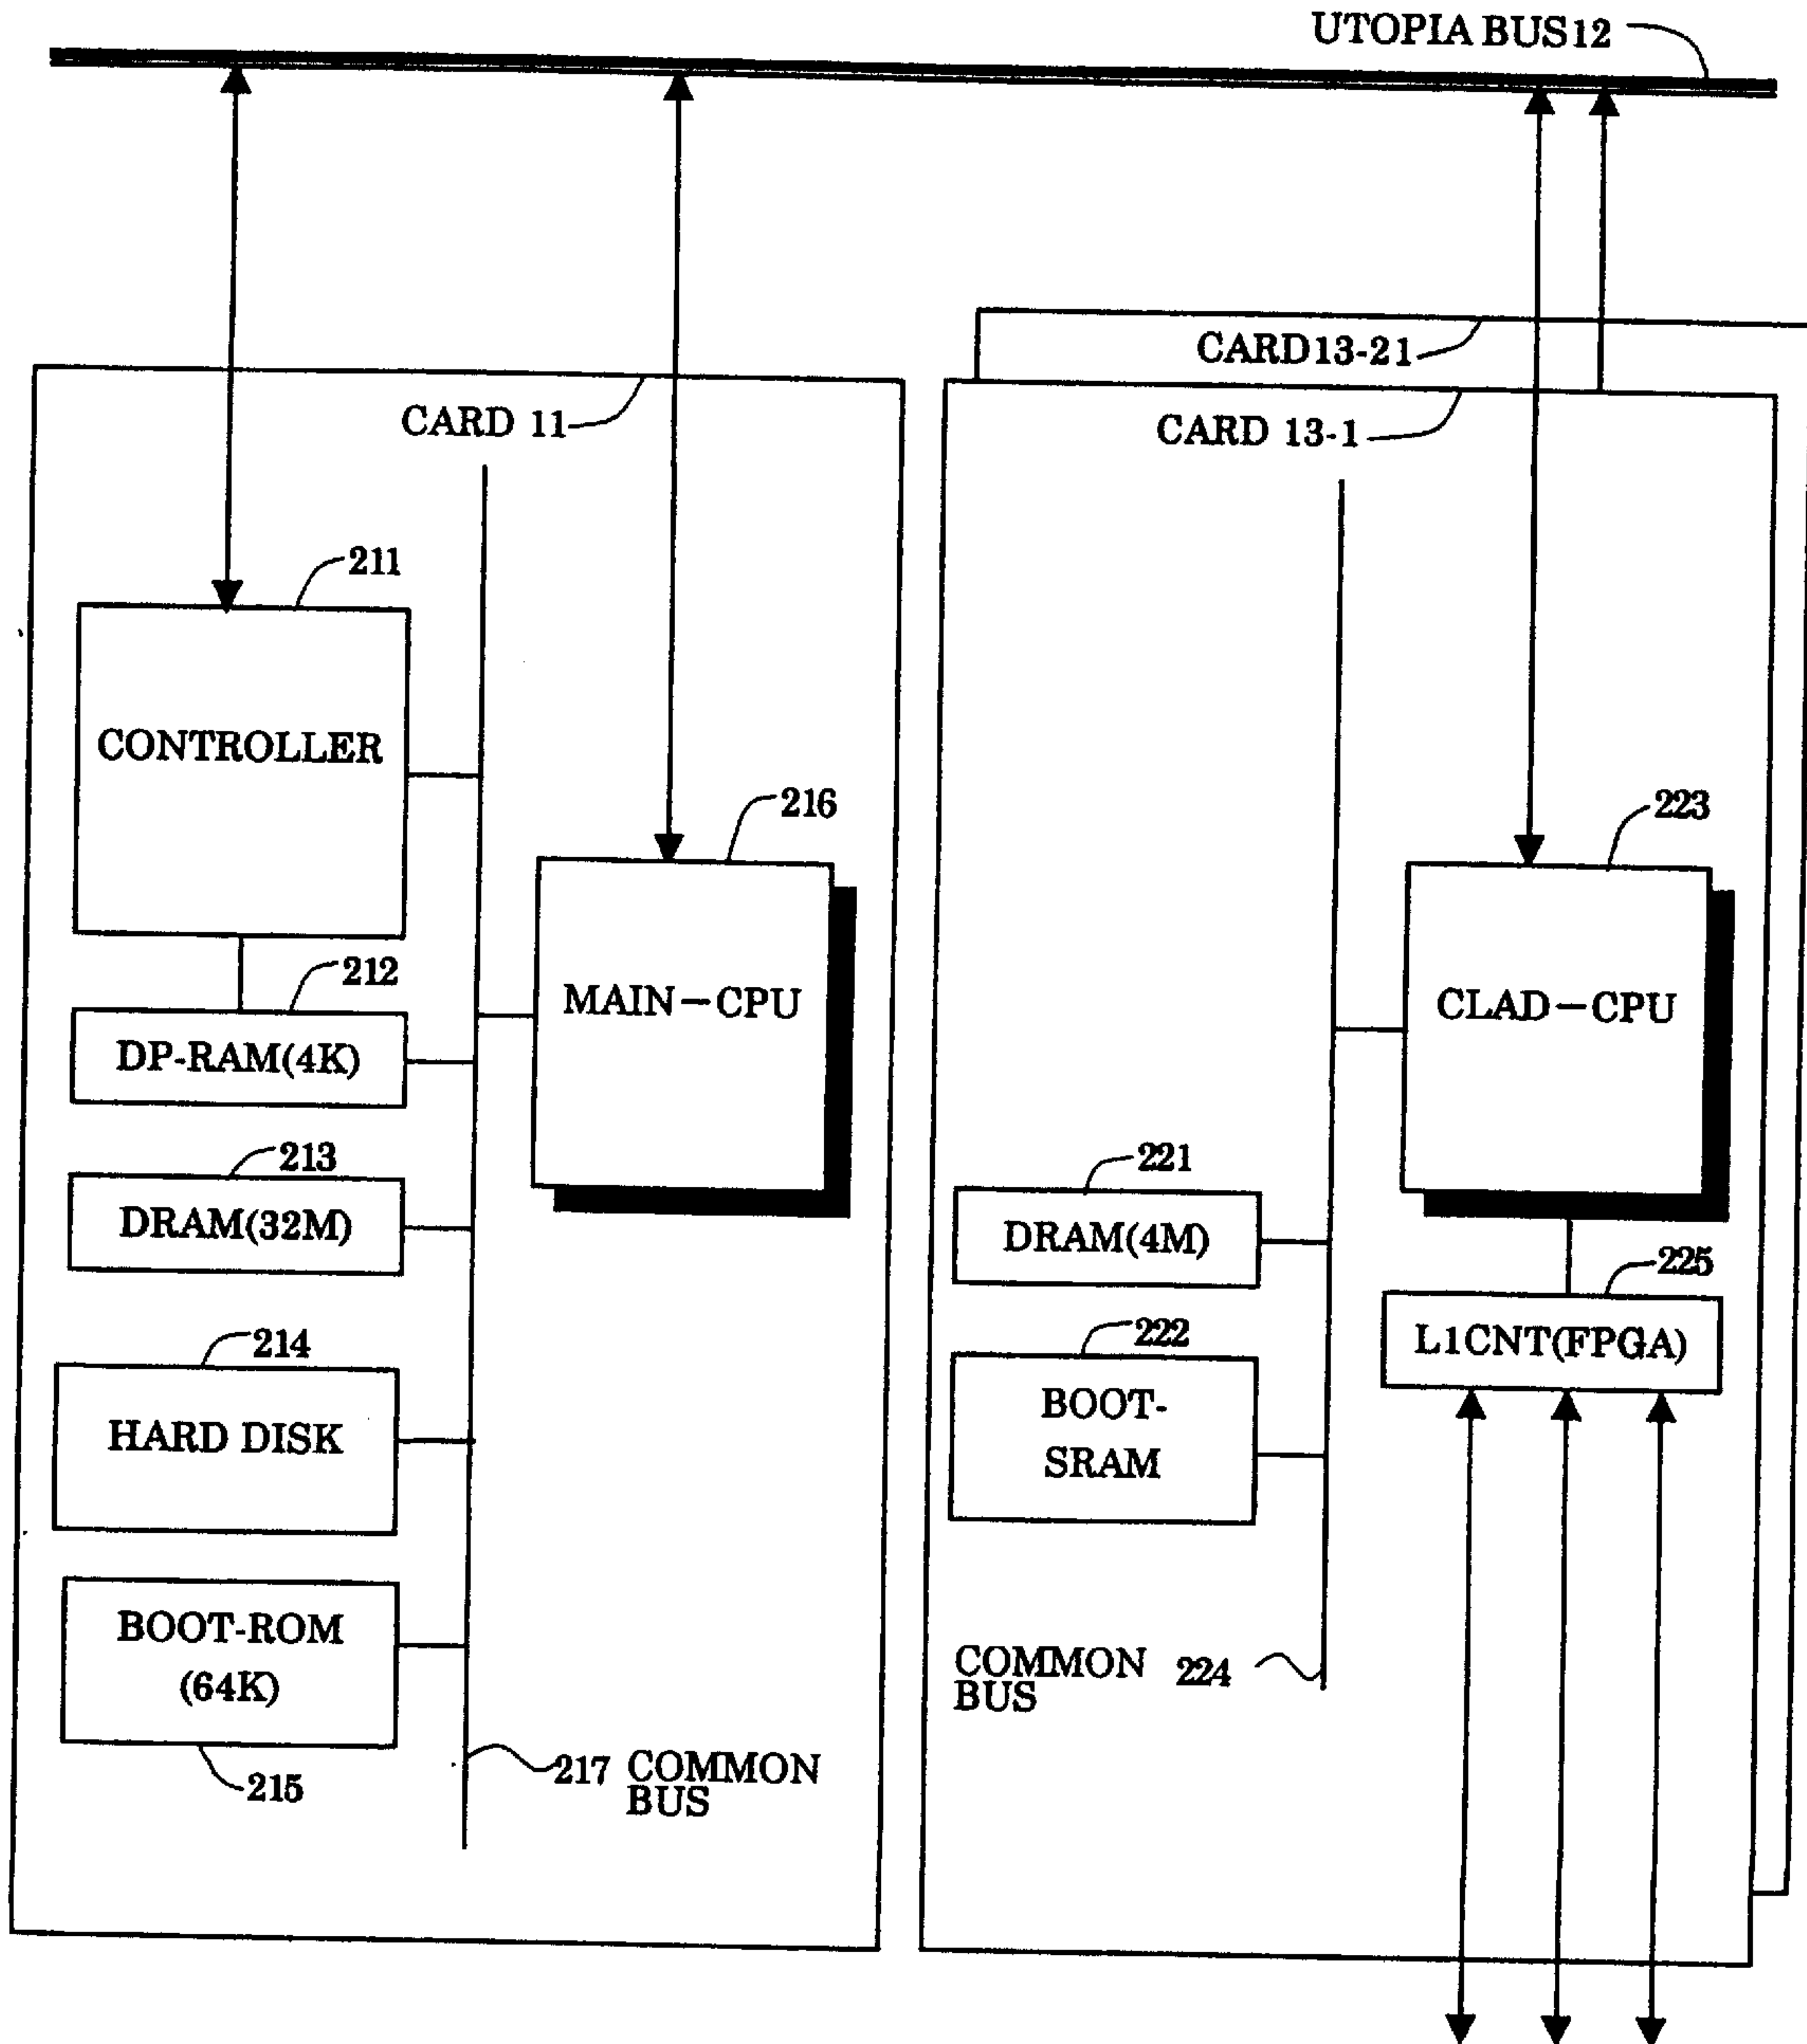 UTOPIA BUS12
CARD13-21
CARD 11
CARD 13-1
211
CONTROLLER
216
MAIN-CPU
212
DP-RAM(4K)
213
DRAM(32M)
214
HARD DISK
BOOT-ROM
(64K)
215
217 COMMON
BUS
223
CLAD-CPU
221
DRAM(4M)
225
L1CNT(FPGA)
222
BOOT-
SRAM
COMMON 224
BUS